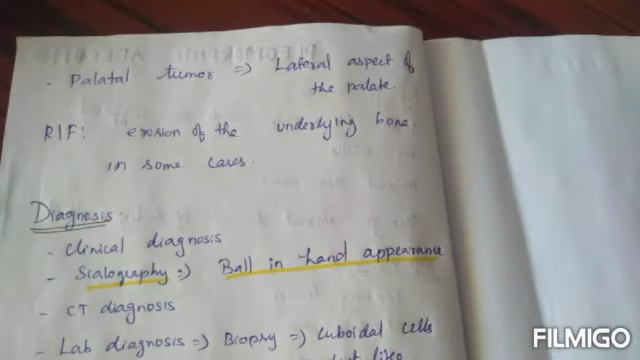 - Palatal tumor => Lateral aspect of
the palate.
RIF: erosion of the underlying bone
in some cases.
Diagnosis:
- Clinical diagnosis
- Sialography => Ball in hand appearance
- CT diagnosis
- Lab diagnosis => Biopsy => Cuboidal cells
like
FILMIGO